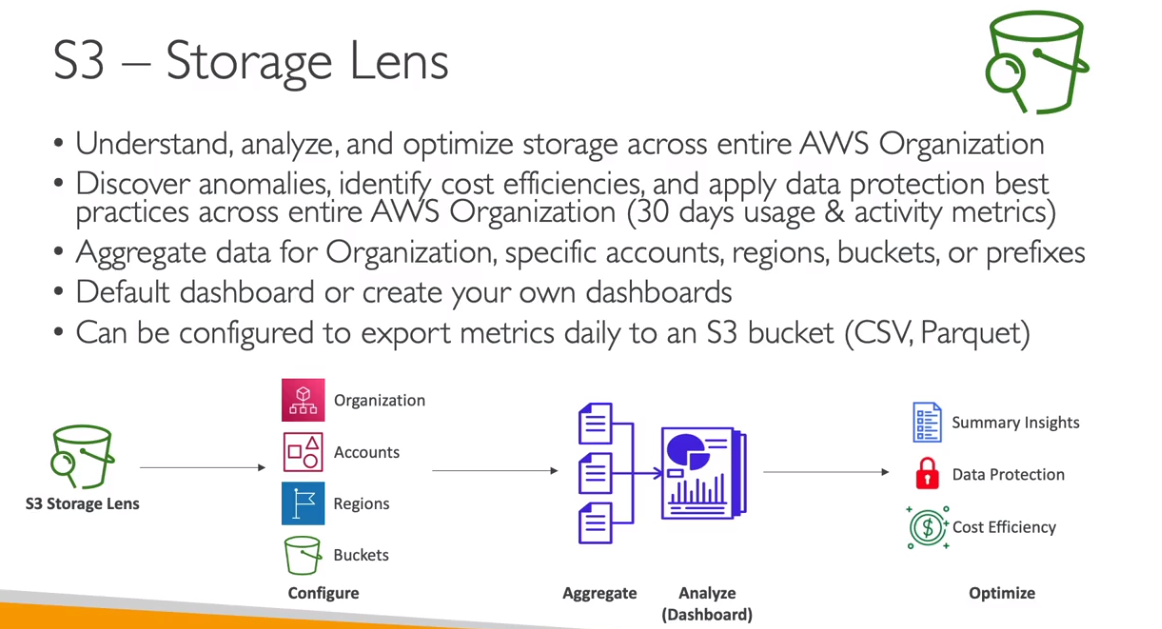 S3 – Storage Lens
• Understand, analyze, and optimize storage across entire AWS Organization
• Discover anomalies, identify cost efficiencies, and apply data protection best
practices across entire AWS Organization (30 days usage & activity metrics)
• Aggregate data for Organization, specific accounts, regions, buckets, or prefixes
• Default dashboard or create your own dashboards
• Can be configured to export metrics daily to an S3 bucket (CSV, Parquet)
S3 Storage Lens
Organization
Accounts
Regions
Buckets
Configure
Aggregate
Analyze
(Dashboard)
Summary Insights
Data Protection
Cost Efficiency
Optimize